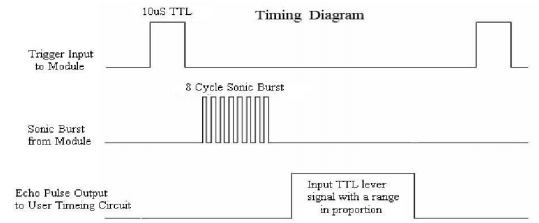 10uS TTL
Timing Diagram
Trigger Input
to Module
8 Cycle Sonic Burst
Sonic Burst
from Module
Input TTL lever
signal with a range
in proportion
Echo Pulse Output
to User Timeing Circuit